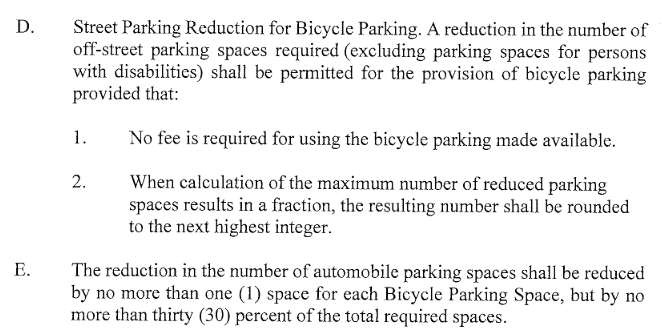 D. Street Parking Reduction for Bicycle Parking. A reduction in the number of
off-street parking spaces required (excluding parking spaces for persons
with disabilities) shall be permitted for the provision of bicycle parking
provided that:
1. No fee is required for using the bicycle parking made available.
2. When calculation of the maximum number of reduced parking
spaces results in a fraction, the resulting number shall be rounded
to the next highest integer.
E. The reduction in the number of automobile parking spaces shall be reduced
by no more than one (1) space for each Bicycle Parking Space, but by no
more than thirty (30) percent of the total required spaces.